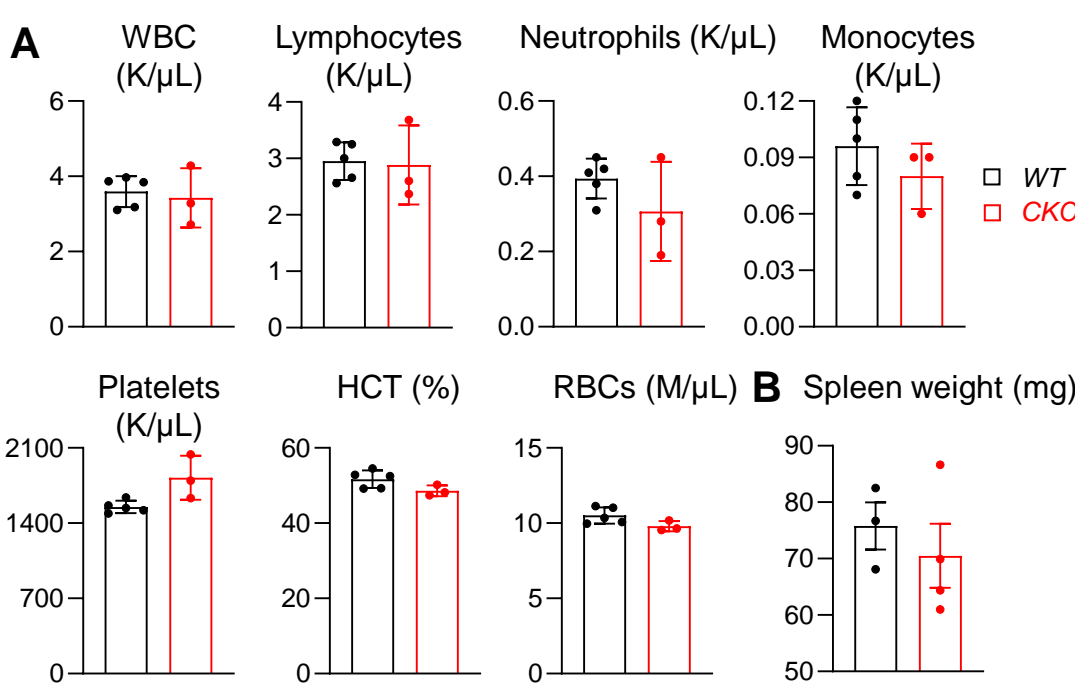 A
WBC
(K/µL)
6
4
2
0
Lymphocytes
(K/µL)
4
3
2
1
0
Neutrophils (K/µL)
0.6
0.4
0.2
0.0
Monocytes
(K/µL)
0.12
0.09
0.06
0.03
0.00
WT
CKO
Platelets
(K/µL)
2100
1400
700
0
HCT (%)
60
40
20
0
RBCs (M/µL)
15
10
5
0
B
Spleen weight (mg)
90
80
70
60
50